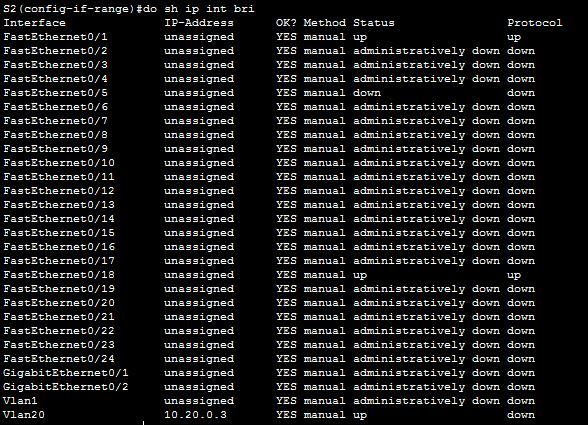 S2(config-if-range)#do sh ip int bri
Interface              IP-Address      OK? Method Status                Protocol
FastEthernet0/1        unassigned      YES manual up                    up
FastEthernet0/2        unassigned      YES manual administratively down down
FastEthernet0/3        unassigned      YES manual administratively down down
FastEthernet0/4        unassigned      YES manual administratively down down
FastEthernet0/5        unassigned      YES manual down                  down
FastEthernet0/6        unassigned      YES manual administratively down down
FastEthernet0/7        unassigned      YES manual administratively down down
FastEthernet0/8        unassigned      YES manual administratively down down
FastEthernet0/9        unassigned      YES manual administratively down down
FastEthernet0/10       unassigned      YES manual administratively down down
FastEthernet0/11       unassigned      YES manual administratively down down
FastEthernet0/12       unassigned      YES manual administratively down down
FastEthernet0/13       unassigned      YES manual administratively down down
FastEthernet0/14       unassigned      YES manual administratively down down
FastEthernet0/15       unassigned      YES manual administratively down down
FastEthernet0/16       unassigned      YES manual administratively down down
FastEthernet0/17       unassigned      YES manual administratively down down
FastEthernet0/18       unassigned      YES manual up                    up
FastEthernet0/19       unassigned      YES manual administratively down down
FastEthernet0/20       unassigned      YES manual administratively down down
FastEthernet0/21       unassigned      YES manual administratively down down
FastEthernet0/22       unassigned      YES manual administratively down down
FastEthernet0/23       unassigned      YES manual administratively down down
FastEthernet0/24       unassigned      YES manual administratively down down
GigabitEthernet0/1     unassigned      YES manual administratively down down
GigabitEthernet0/2     unassigned      YES manual administratively down down
Vlan1                  unassigned      YES manual administratively down down
Vlan20                 10.20.0.3       YES manual up                    down